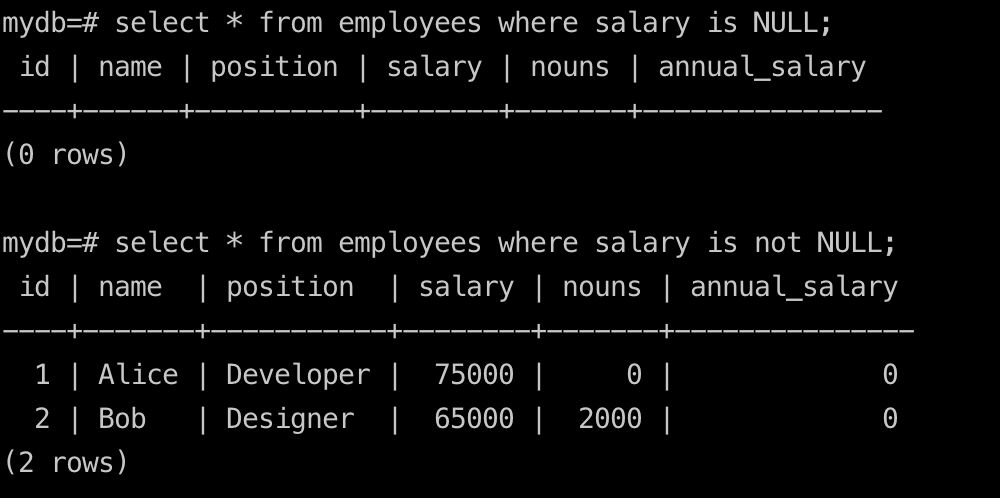 mydb=# select * from employees where salary is NULL;
 id | name | position | salary | nouns | annual_salary
----+------+----------+--------+-------+---------------
(0 rows)

mydb=# select * from employees where salary is not NULL;
 id | name  | position  | salary | nouns | annual_salary
----+-------+-----------+--------+-------+---------------
  1 | Alice | Developer |  75000 |     0 |             0
  2 | Bob   | Designer  |  65000 |  2000 |             0
(2 rows)